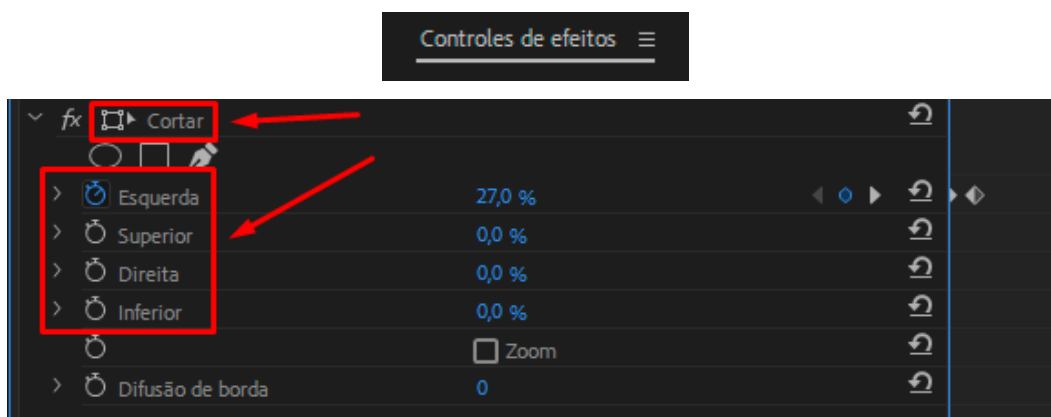 Controles de efeitos
fx Cortar
Esquerda 27,0 %
Superior 0,0 %
Direita 0,0 %
Inferior 0,0 %
Zoom
Difusão de borda 0